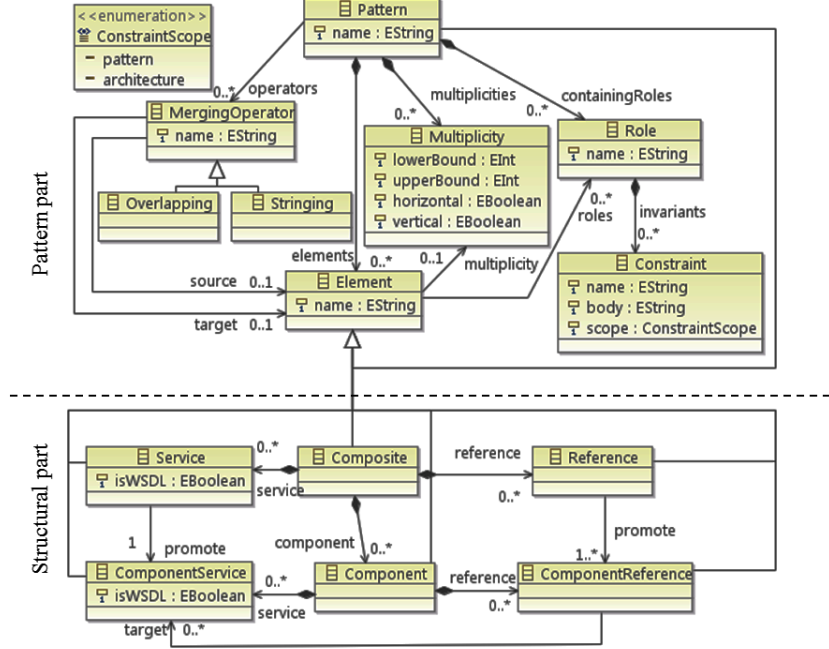 <<enumeration>>
ConstraintScope
pattern
architecture
Pattern
name : EString
0..*
operators
MergingOperator
name : EString
Overlapping
Stringing
multiplicities
0..*
Multiplicity
lowerBound : EInt
upperBound : EInt
horizontal : EBoolean
vertical : EBoolean
containingRoles
0..*
Role
name : EString
0..*
roles
invariants
0..*
Constraint
name : EString
body : EString
scope : ConstraintScope
elements
0..*
0..1
multiplicity
Element
name : EString
source 0..1
target 0..1
Pattern part
Structural part
Service
isWSDL : EBoolean
0..*
service
Composite
reference
0..*
Reference
1
promote
component
0..*
promote
1..*
ComponentService
isWSDL : EBoolean
0..*
service
Component
reference
0..*
ComponentReference
target 0..*